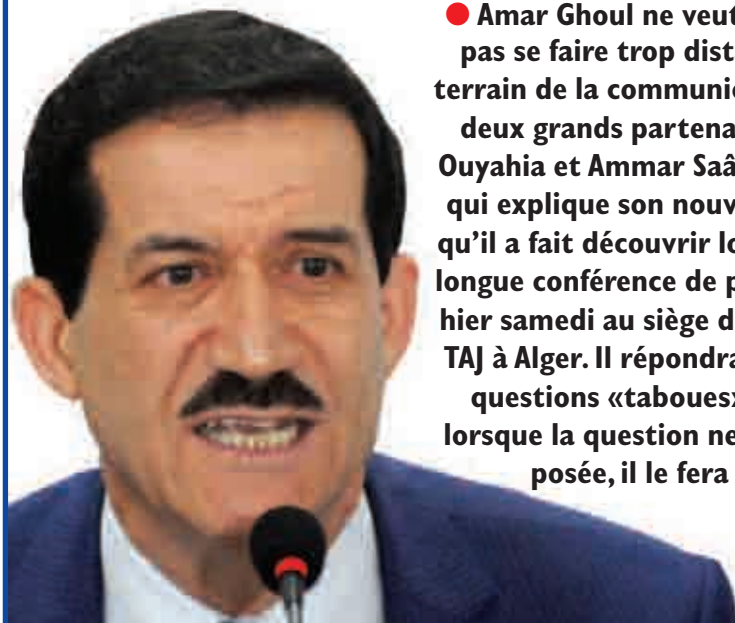 ● Amar Ghoul ne veut
pas se faire trop dist
terrain de la communi
deux grands partena
Ouyahia et Ammar Saâ
qui explique son nouv
qu’il a fait découvrir lo
longue conférence de p
hier samedi au siège d
TAJ à Alger. Il répondra
questions «taboues»
lorsque la question ne
posée, il le fera